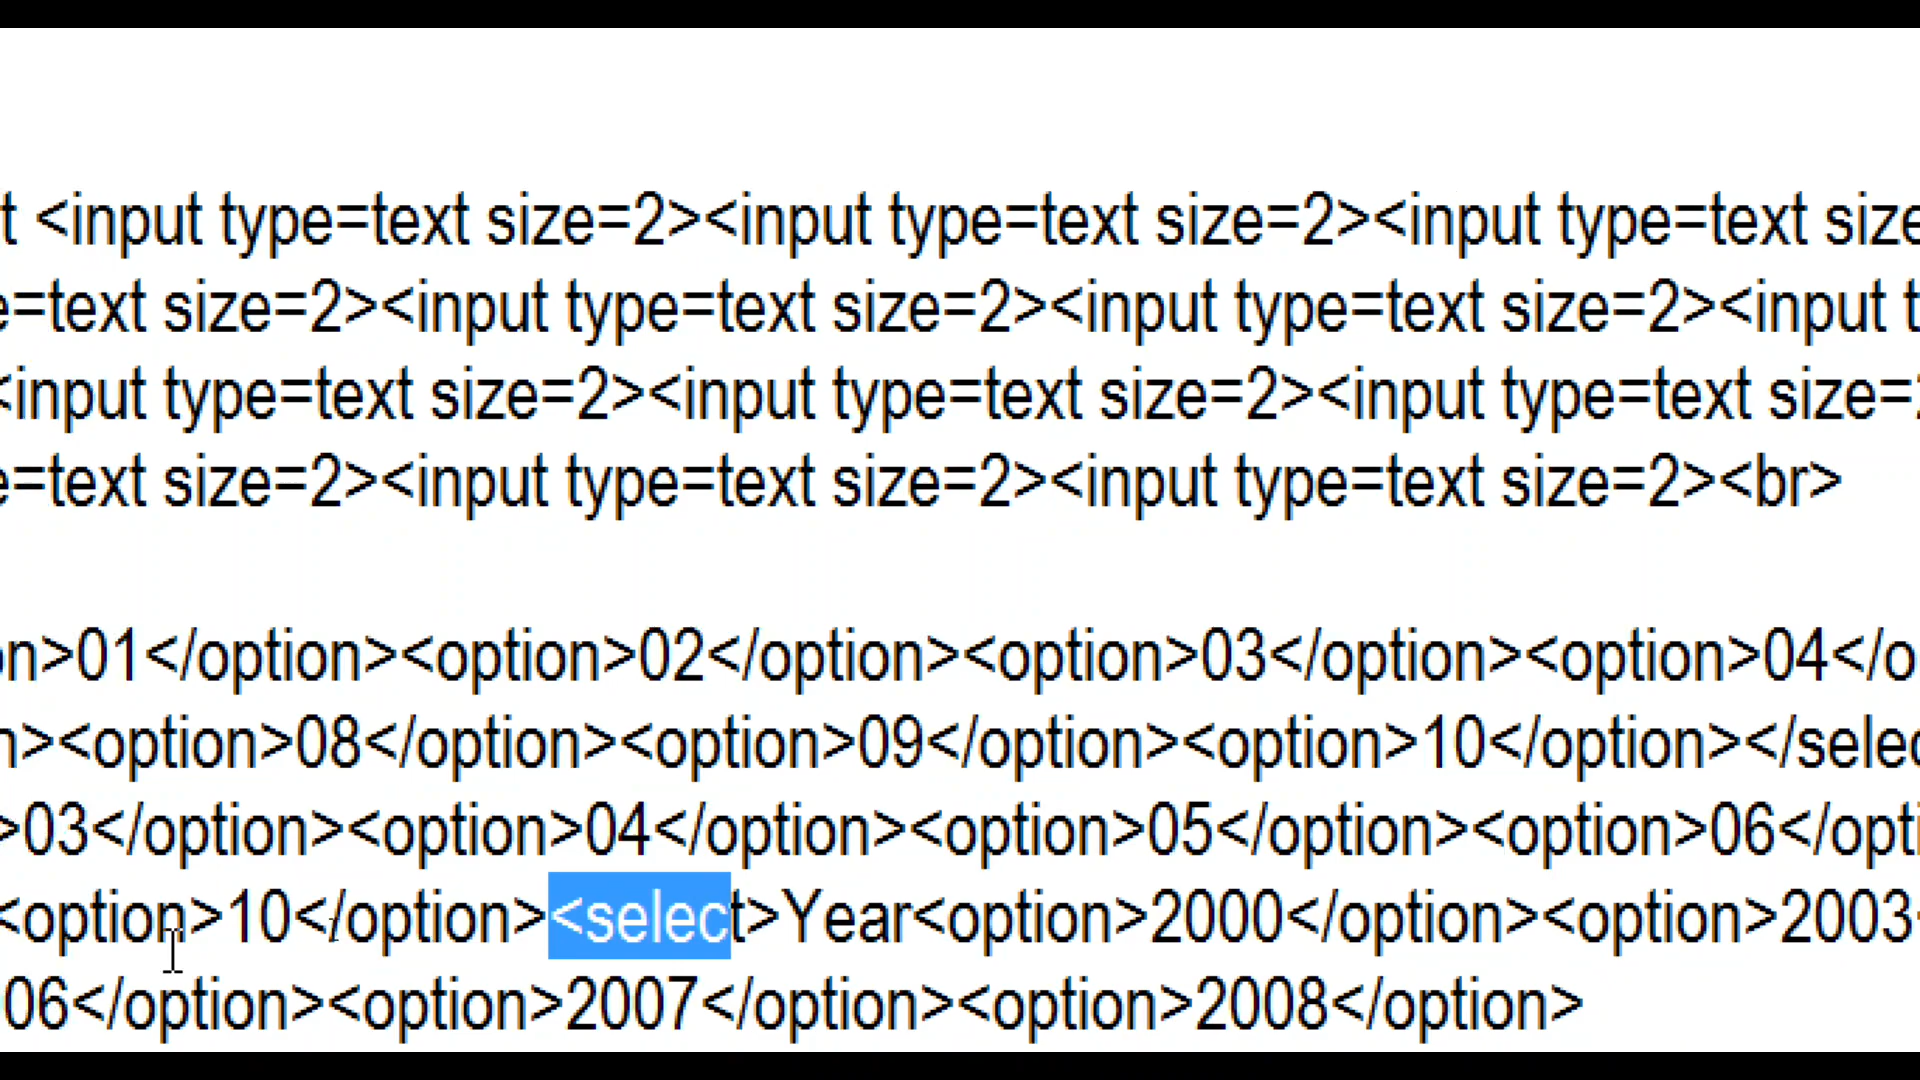 t <input type=text size=2><input type=text size=2><input type=text size
e=text size=2><input type=text size=2><input type=text size=2><input t
<input type=text size=2><input type=text size=2><input type=text size=2
e=text size=2><input type=text size=2><input type=text size=2><br>
on>01</option><option>02</option><option>03</option><option>04</o
n><option>08</option><option>09</option><option>10</option></selec
>03</option><option>04</option><option>05</option><option>06</opti
<option>10</option><select>Year<option>2000</option><option>2003
06</option><option>2007</option><option>2008</option>